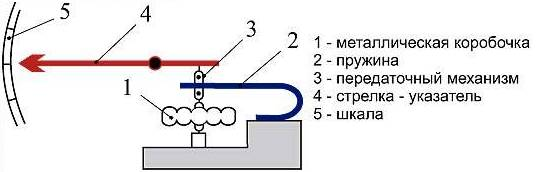 5
4
3
2
1
1 - металлическая коробочка
2 - пружина
3 - передаточный механизм
4 - стрелка - указатель
5 - шкала